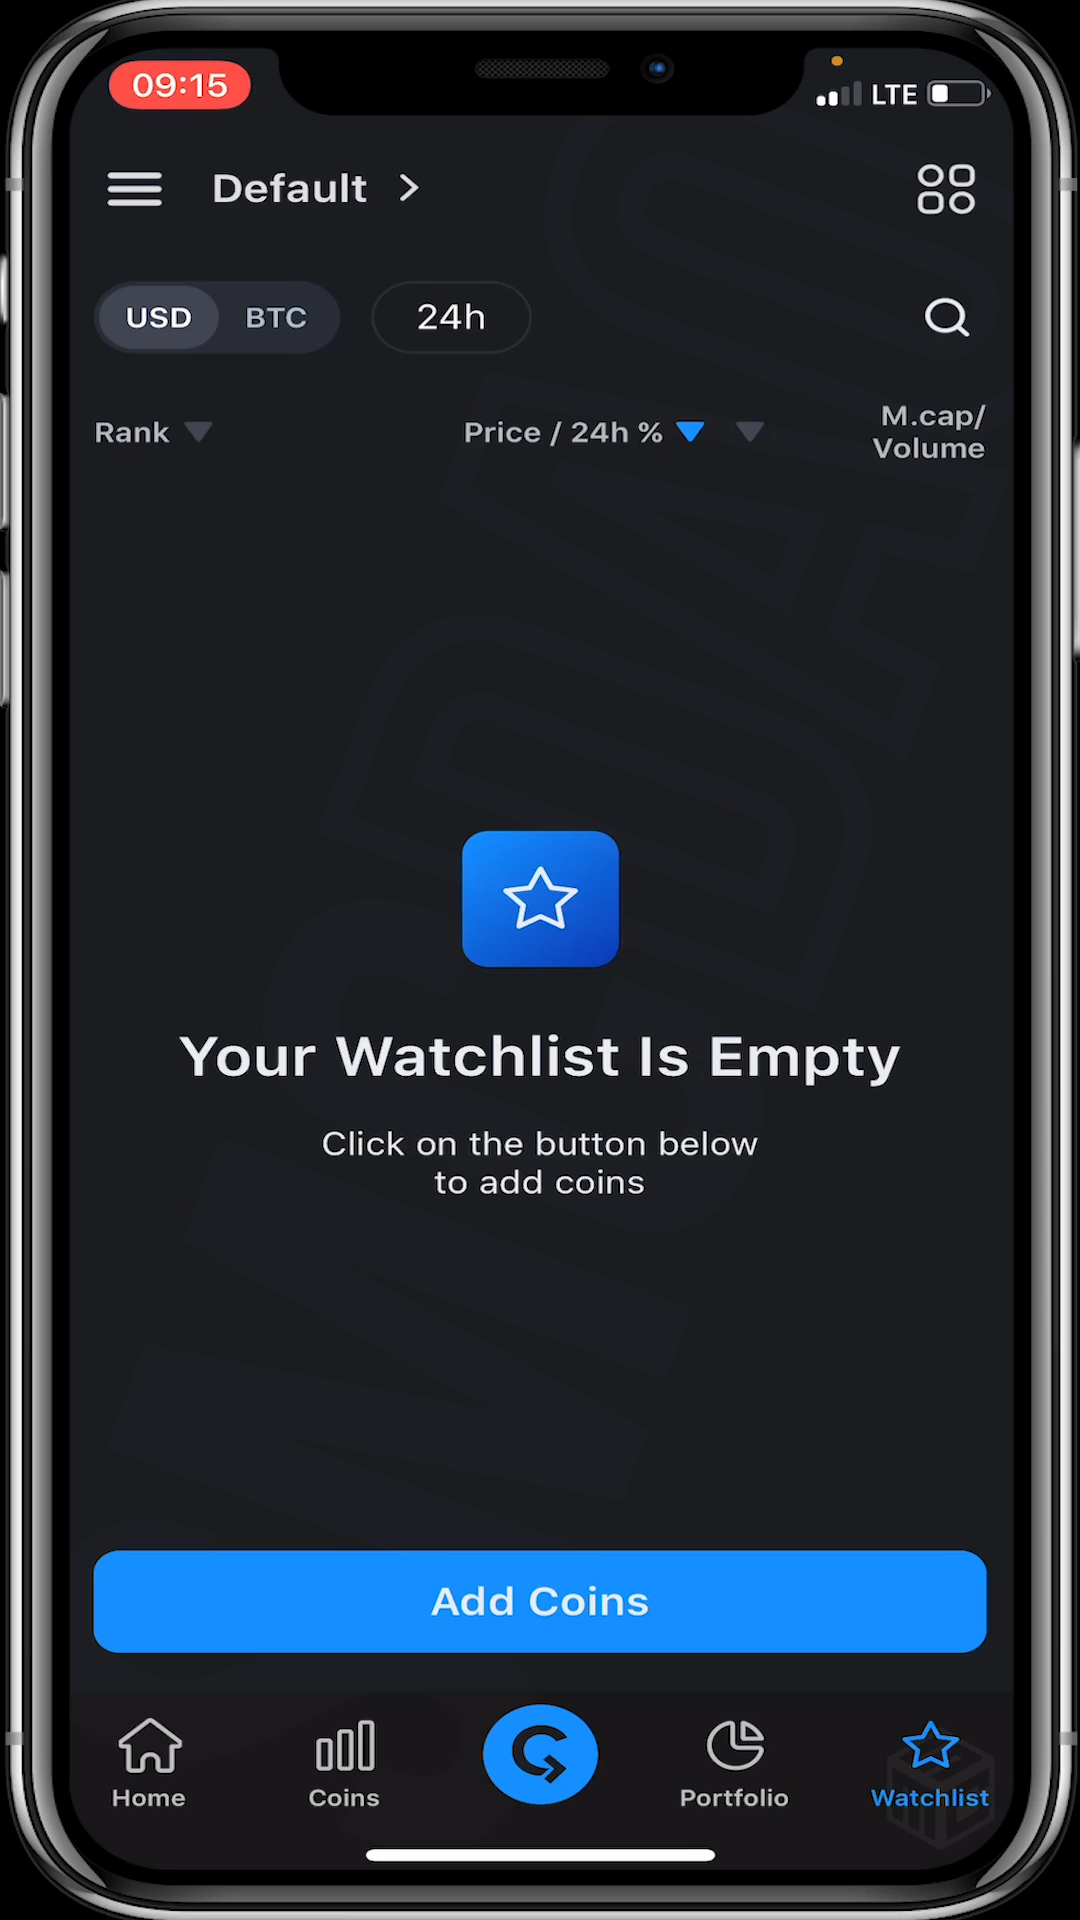 09:15
LTE
Default
USD BTC 24h
Rank Price / 24h % M.cap/
Volume
Your Watchlist Is Empty
Click on the button below
to add coins
Add Coins
Home Coins Portfolio Watchlist